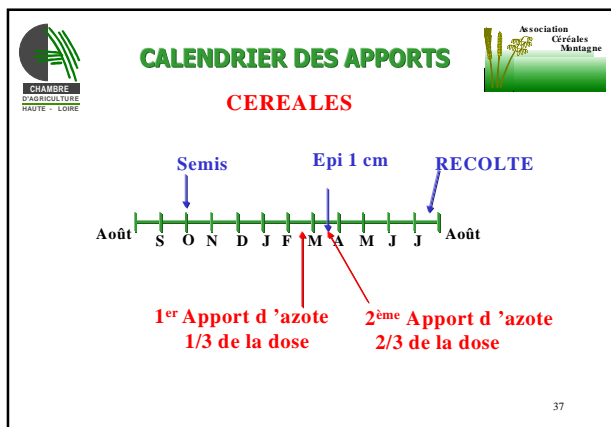 CHAMBRE
D'AGRICULTURE
HAUTE - LOIRE
CALENDRIER DES APPORTS
Association
Céréales
Montagne
CEREALES
Semis
Epi 1 cm
RECOLTE
Août S O N D J F M A M J J Août
1er Apport d ’azote
1/3 de la dose
2ème Apport d ’azote
2/3 de la dose
37